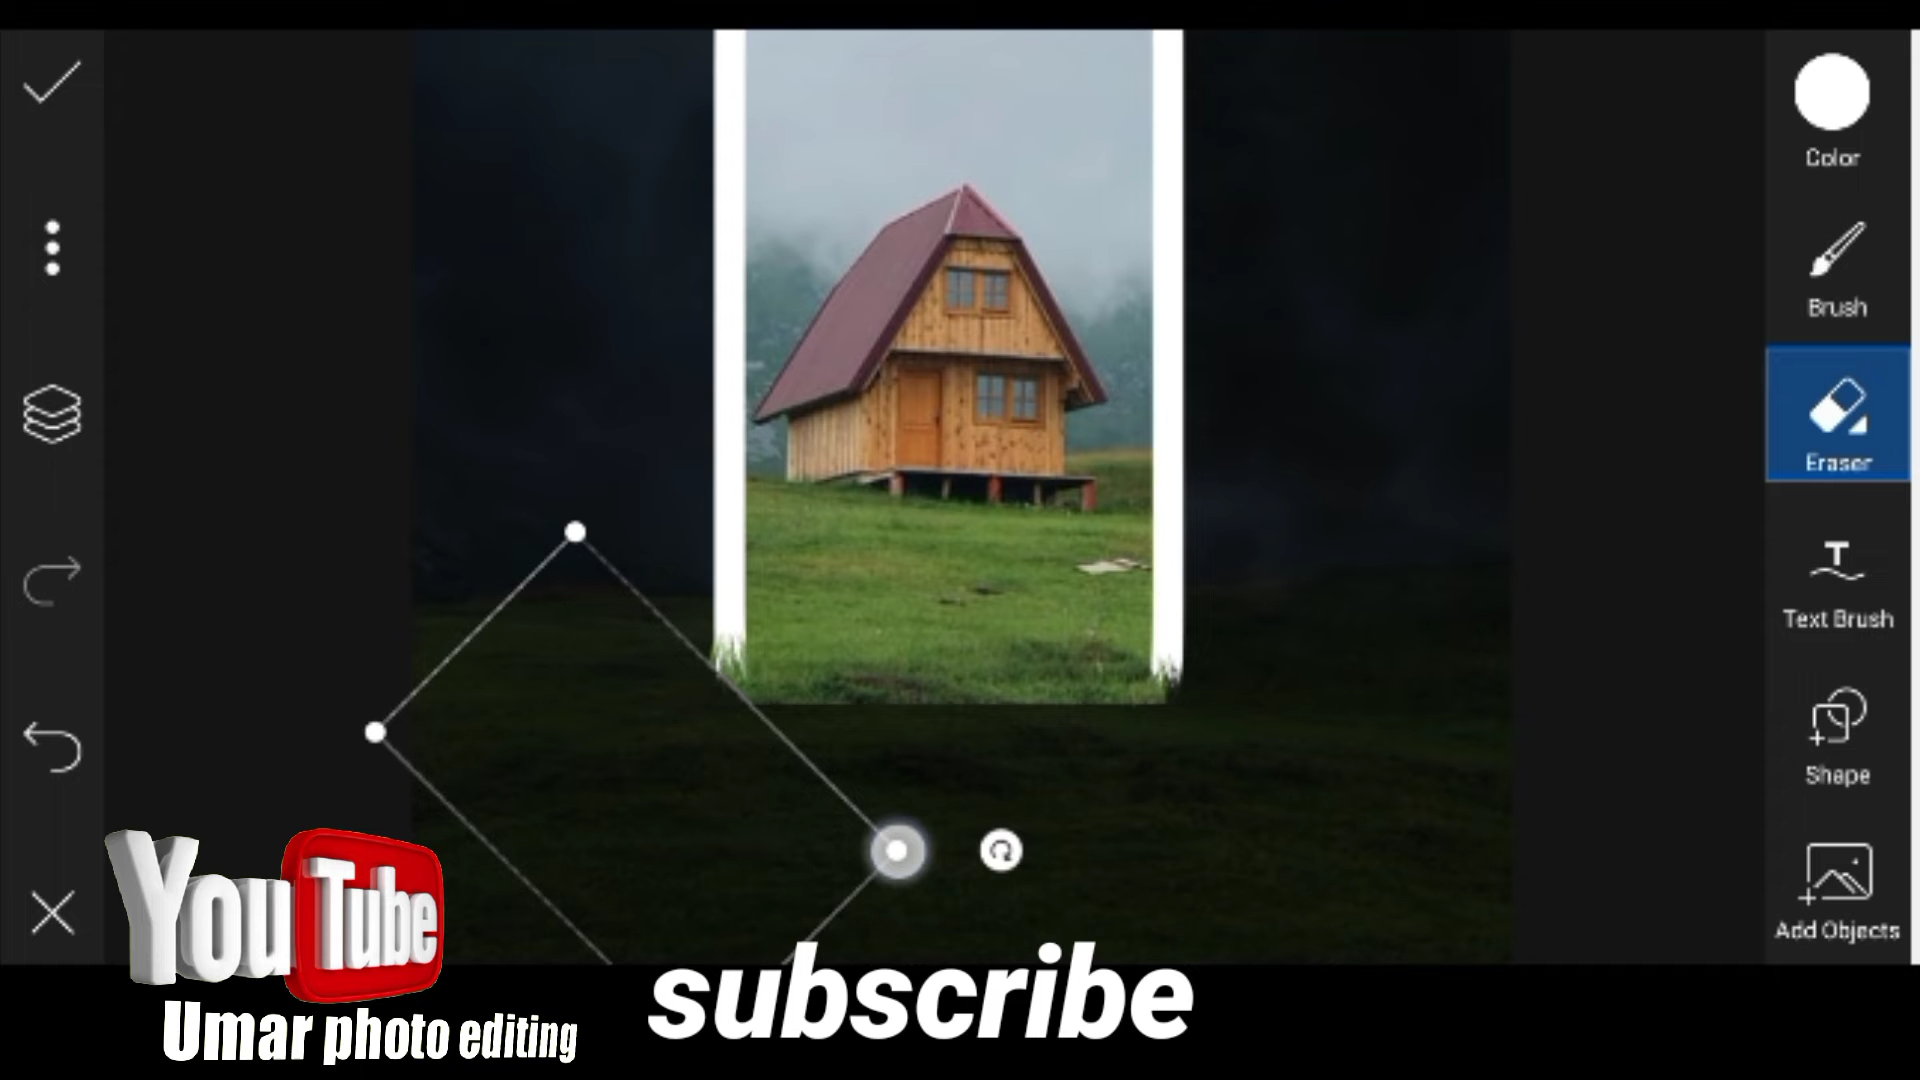 Color
Brush
Eraser
Text Brush
Shape
Add Objects
YouTube
Umar photo editing
subscribe